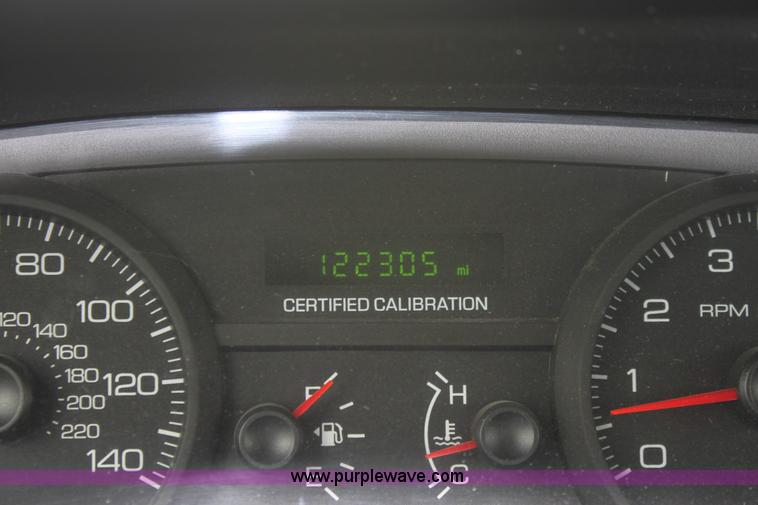 122305 mi
CERTIFIED CALIBRATION
80
100
120
140
120
140
160
180
200
220
F
E
H
C
3
2
RPM
1
0
www.purplewave.com